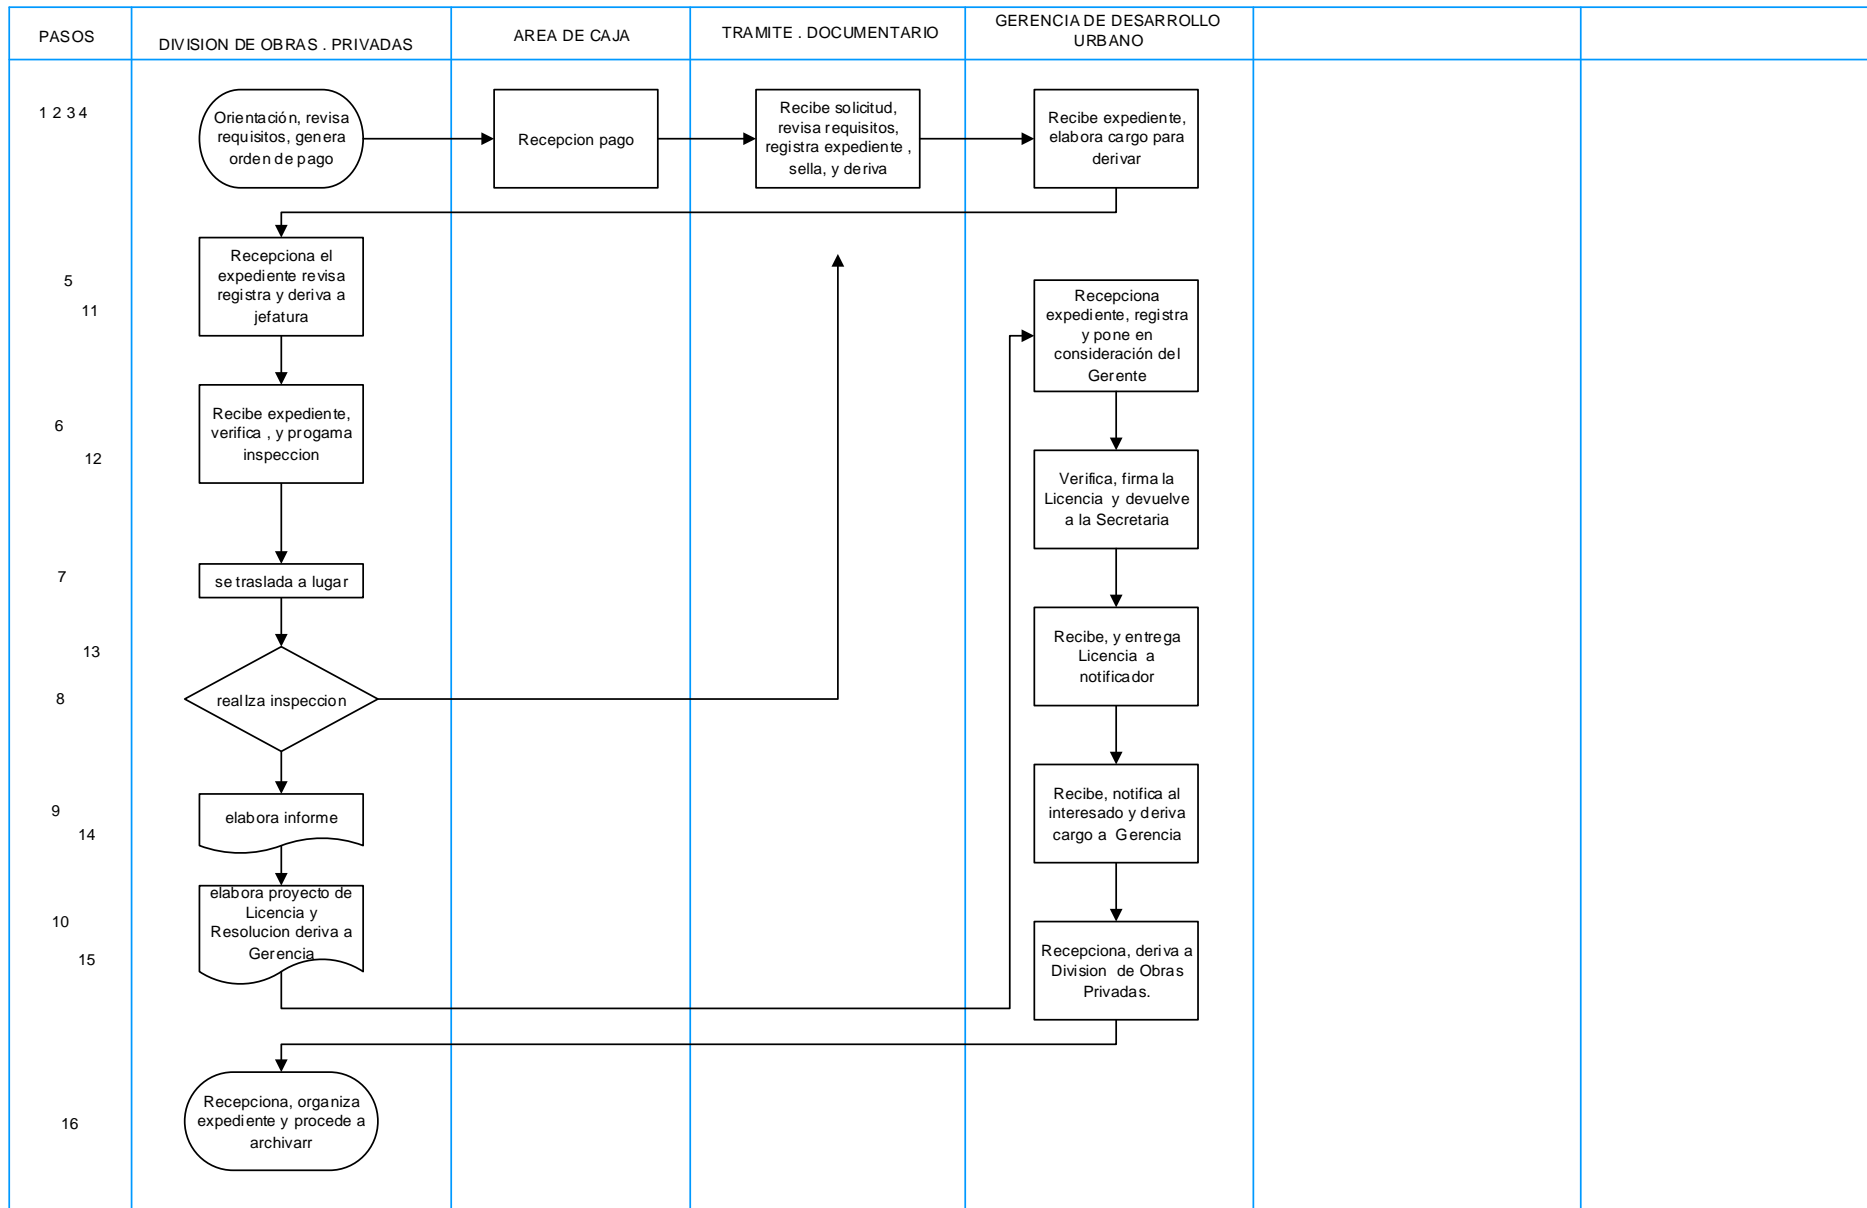 PASOS
DIVISION DE OBRAS . PRIVADAS
AREA DE CAJA
TRAMITE . DOCUMENTARIO
GERENCIA DE DESARROLLO
URBANO
1 2 3 4
Orientación, revisa
requisitos, genera
orden de pago
Recepcion pago
Recibe solicitud,
revisa requisitos,
registra expediente ,
sella, y deriva
Recibe expediente,
elabora cargo para
derivar
5
11
Recepciona el
expediente revisa
registra y deriva a
jefatura
Recepciona
expediente, registra
y pone en
consideración del
Gerente
6
12
Recibe expediente,
verifica , y progama
inspeccion
Verifica, firma la
Licencia y devuelve
a la Secretaria
7
se traslada a lugar
13
8
realIza inspeccion
Recibe, y entrega
Licencia a
notificador
9
14
elabora informe
Recibe, notifica al
interesado y deriva
cargo a Gerencia
10
15
elabora proyecto de
Licencia y
Resolucion deriva a
Gerencia
Recepciona, deriva a
Division de Obras
Privadas.
16
Recepciona, organiza
expediente y procede a
archivarr